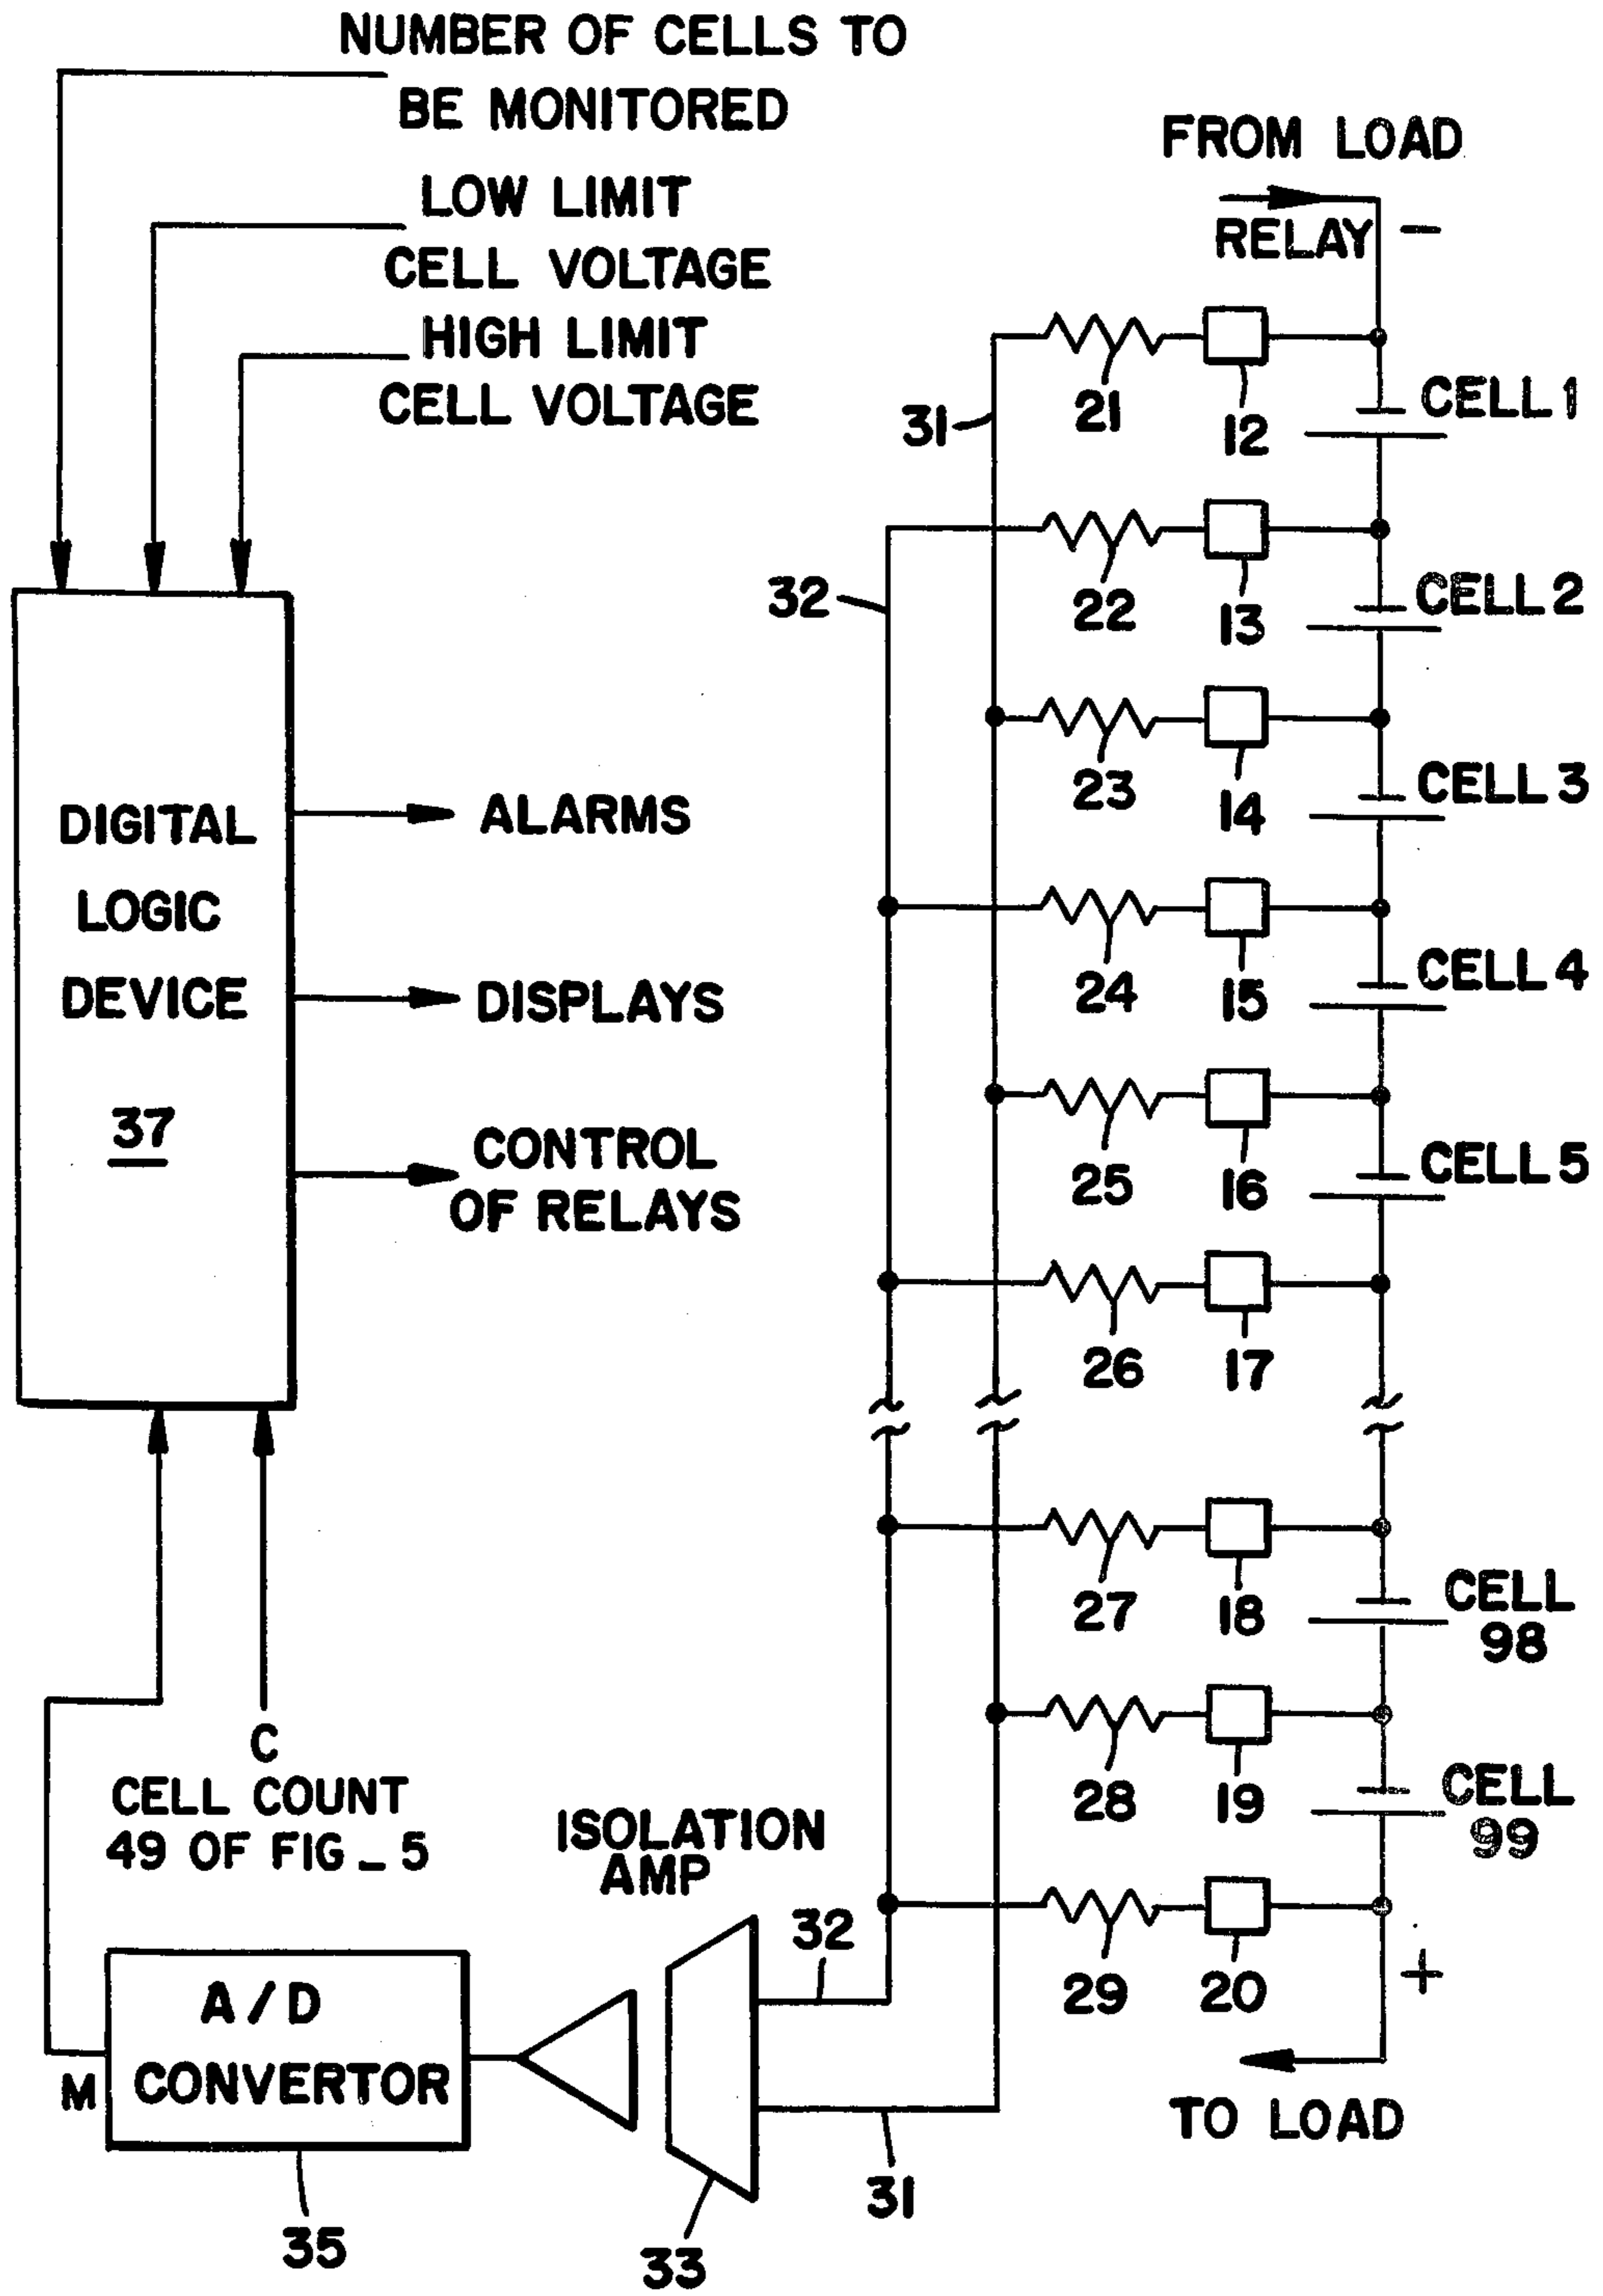 NUMBER OF CELLS TO
BE MONITORED
LOW LIMIT
CELL VOLTAGE
HIGH LIMIT
CELL VOLTAGE
FROM LOAD
RELAY −
31
21
12
CELL 1
32
22
13
CELL 2
23
14
CELL 3
24
15
CELL 4
25
16
CELL 5
26
17
DIGITAL
LOGIC
DEVICE
37
ALARMS
DISPLAYS
CONTROL
OF RELAYS
27
18
CELL
98
28
19
CELL
99
29
20
+
TO LOAD
C
CELL COUNT
49 OF FIG_5
ISOLATION
AMP
32
31
33
A/D
CONVERTOR
M
35